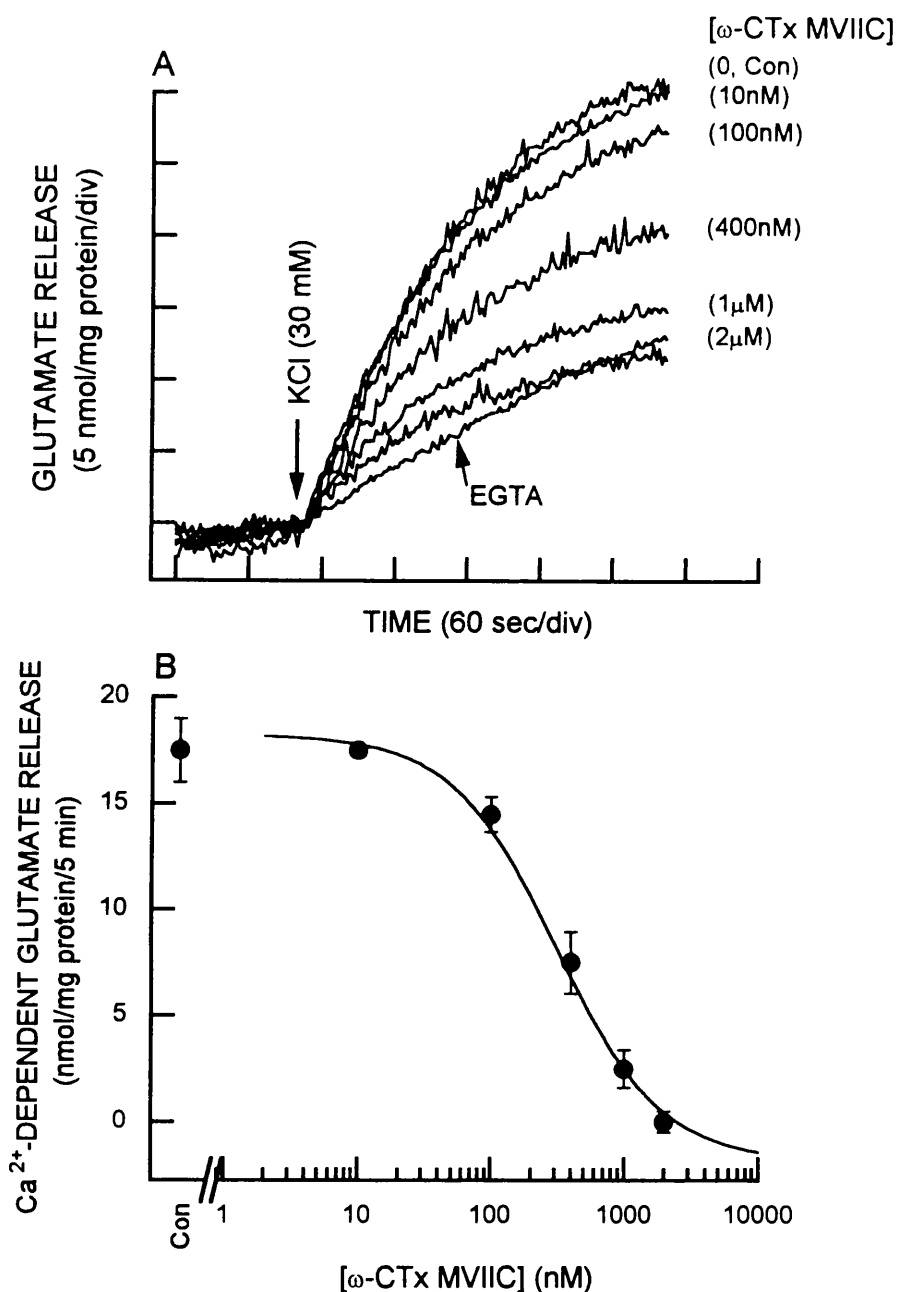 [ω-CTx MVIIC]
A
(0, Con)
(10nM)
(100nM)
(400nM)
(1μM)
(2μM)
GLUTAMATE RELEASE
(5 nmol/mg protein/div)
KCl (30 mM)
EGTA
TIME (60 sec/div)
B
Ca2+-DEPENDENT GLUTAMATE RELEASE
(nmol/mg protein/5 min)
20
15
10
5
0
Con
1
10
100
1000
10000
[ω-CTx MVIIC] (nM)